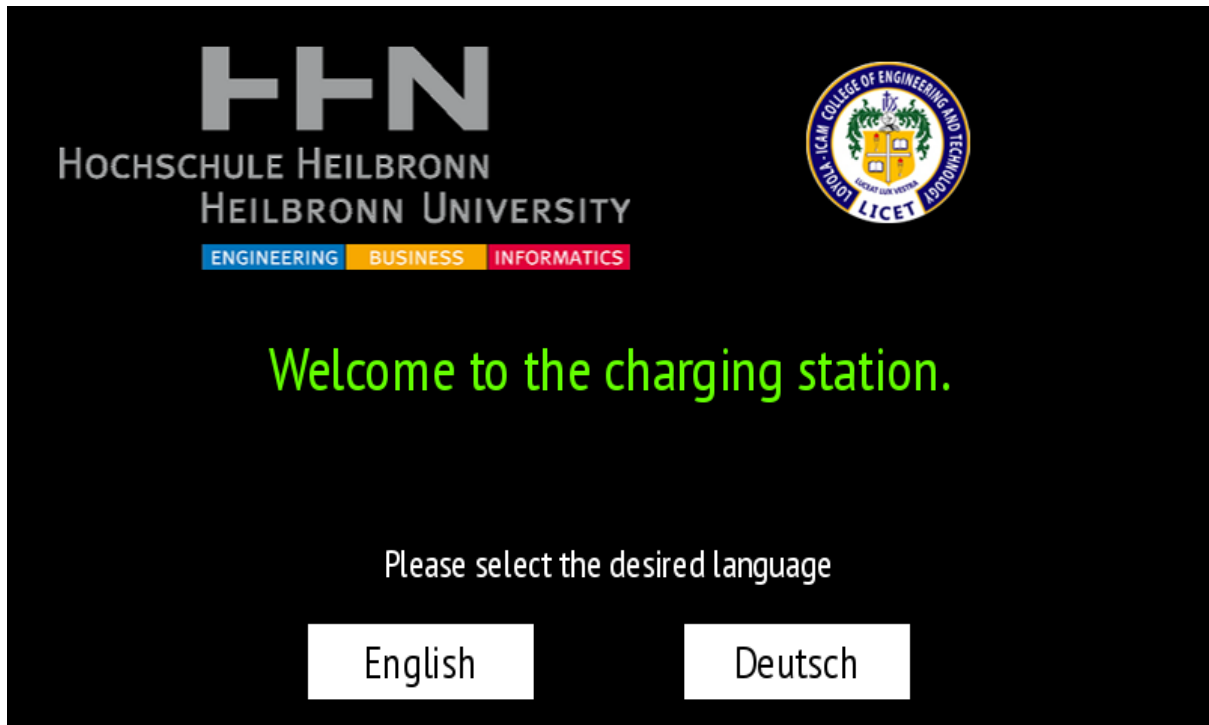 HHN
HOCHSCHULE HEILBRONN
HEILBRONN UNIVERSITY
ENGINEERING BUSINESS INFORMATICS
LOYOLA - ICAM COLLEGE OF ENGINEERING AND TECHNOLOGY
LUCEAT LUX VESTRA
LICET
Welcome to the charging station.
Please select the desired language
English Deutsch